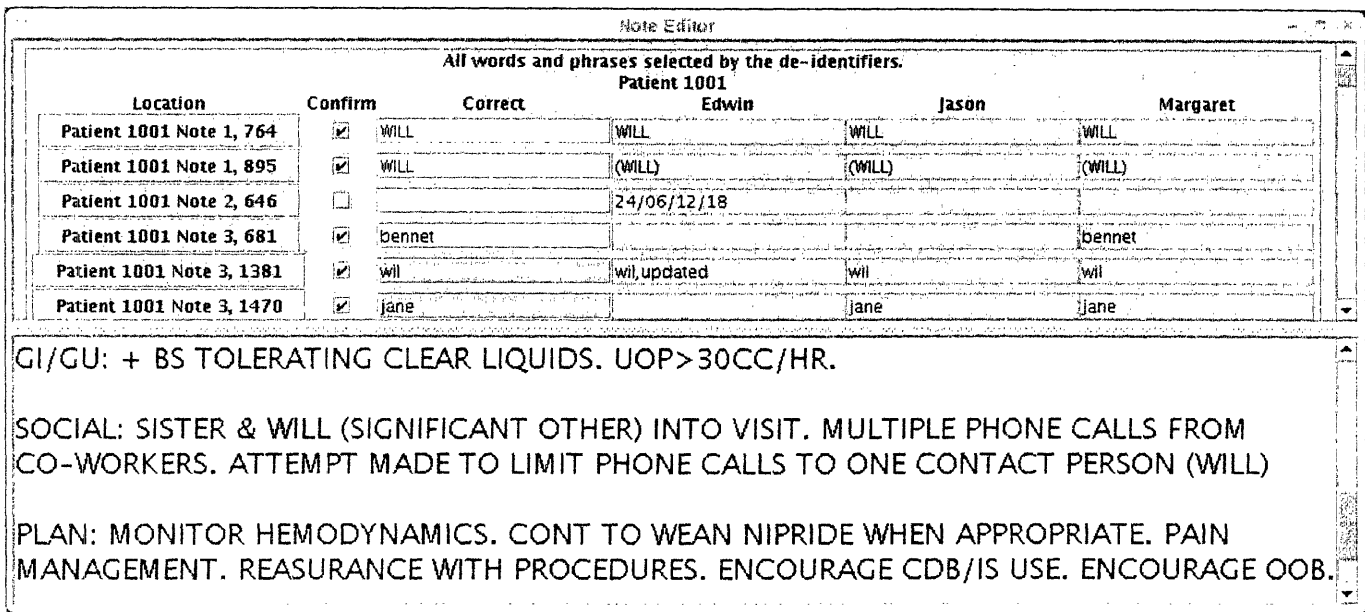 Note Editor
All words and phrases selected by the de-identifiers.
Patient 1001
Location Confirm Correct Edwin Jason Margaret
Patient 1001 Note 1, 764 WILL WILL WILL WILL
Patient 1001 Note 1, 895 WILL (WILL) (WILL) (WILL)
Patient 1001 Note 2, 646 24/06/12/18
Patient 1001 Note 3, 681 bennet bennet
Patient 1001 Note 3, 1381 wil wil,updated wil wil
Patient 1001 Note 3, 1470 jane jane jane
GI/GU: + BS TOLERATING CLEAR LIQUIDS. UOP>30CC/HR.
SOCIAL: SISTER & WILL (SIGNIFICANT OTHER) INTO VISIT. MULTIPLE PHONE CALLS FROM
CO-WORKERS. ATTEMPT MADE TO LIMIT PHONE CALLS TO ONE CONTACT PERSON (WILL)
PLAN: MONITOR HEMODYNAMICS. CONT TO WEAN NIPRIDE WHEN APPROPRIATE. PAIN
MANAGEMENT. REASURANCE WITH PROCEDURES. ENCOURAGE CDB/IS USE. ENCOURAGE OOB.